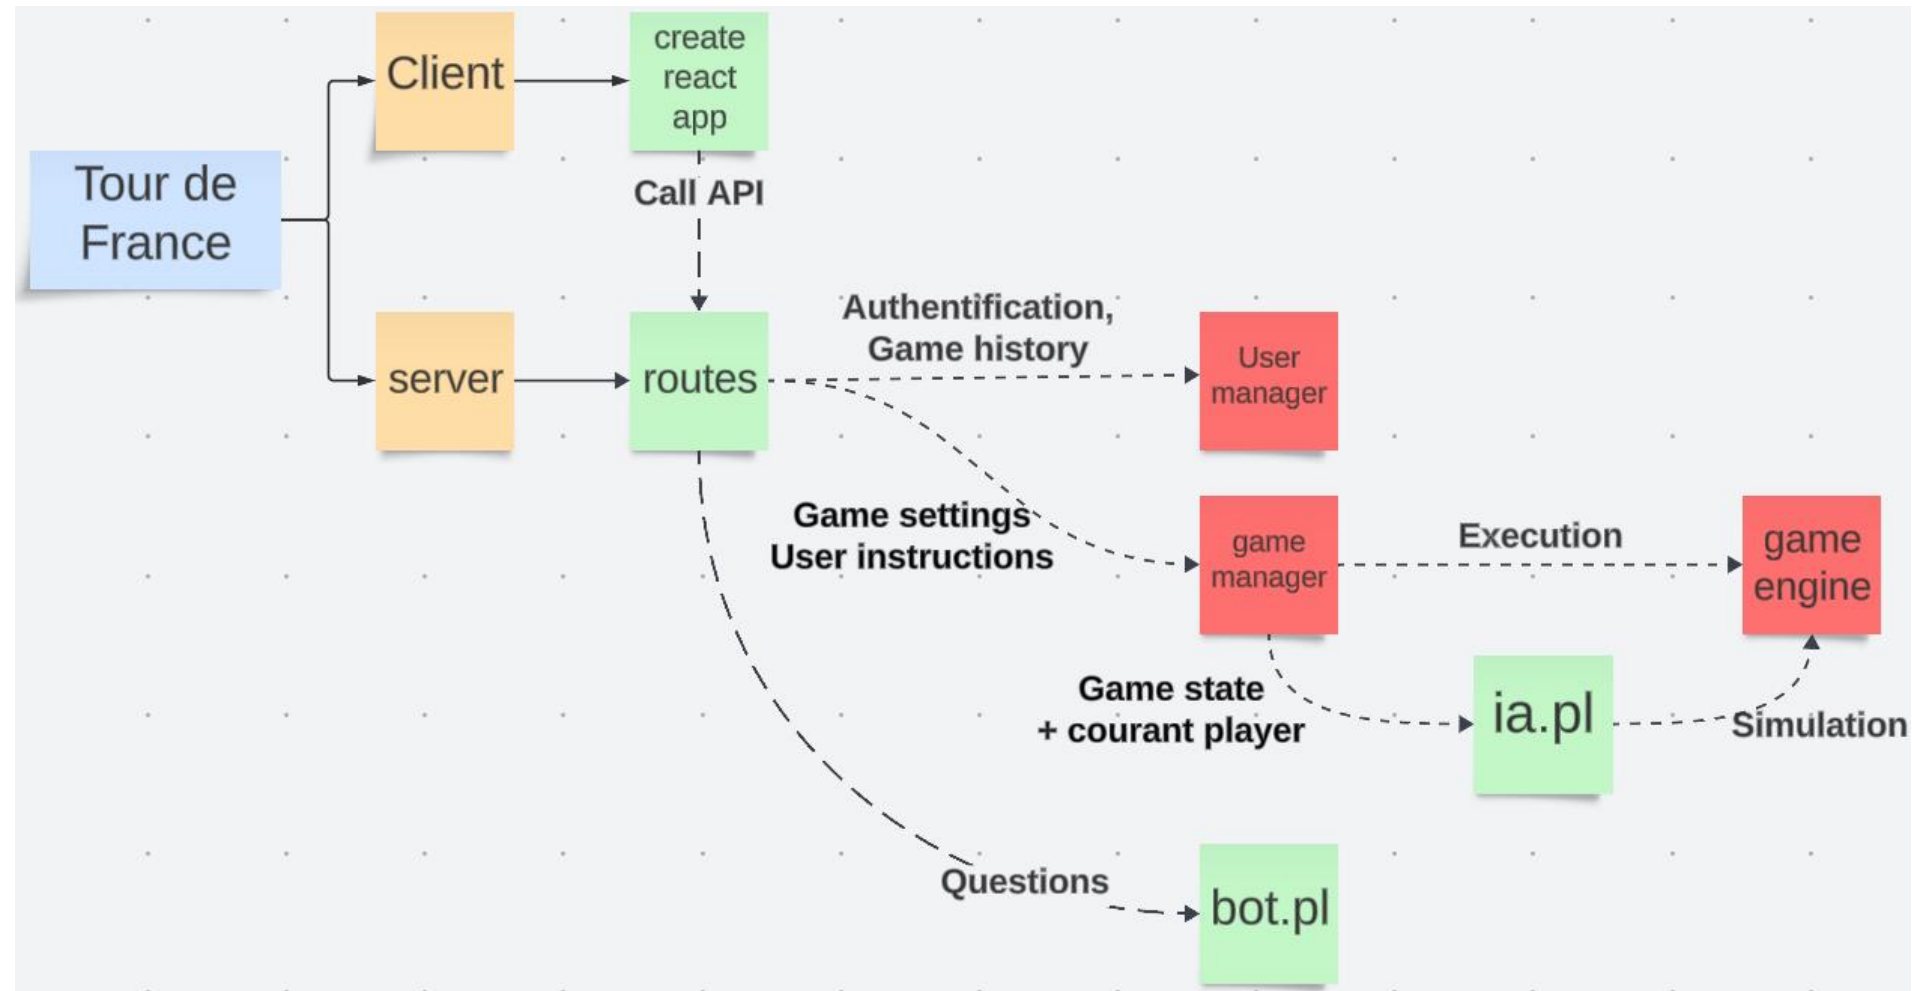 Client
create
react
app
Tour de
France
Call API
server
routes
Authentification,
Game history
User
manager
Game settings
User instructions
game
manager
Execution
game
engine
Game state
+ courant player
ia.pl
Simulation
Questions
bot.pl